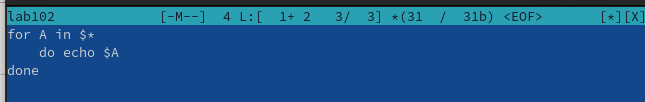 lab102 [-M--] 4 L:[ 1+ 2 3/ 3] *(31 / 31b) <EOF> [*][X]
for A in $*
do echo $A
done